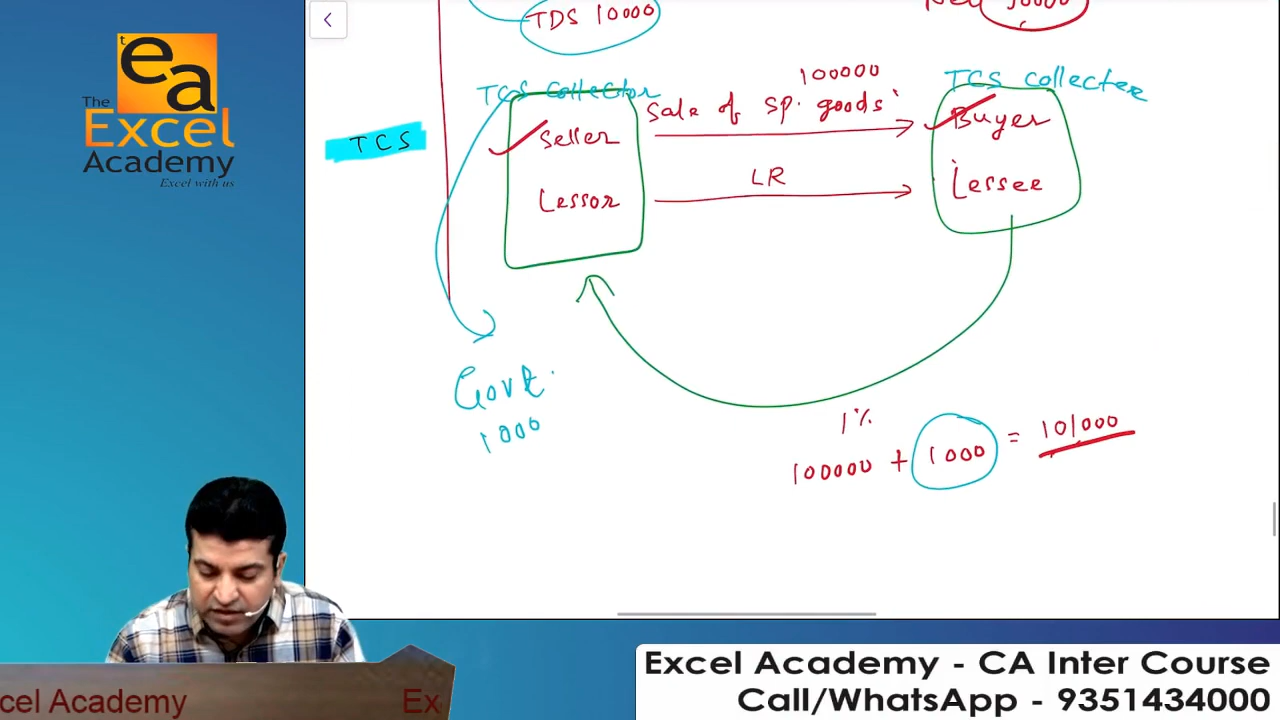 TDS 10000
t
ea
The
Excel
Academy
Excel with us
TCS
TCS Collector
Seller
Lessor
100000
Sale of sp. goods
LR
TCS Collectee
Buyer
Lessee
Govt.
1000
1%
100000 + 1000 = 101000
xcel Academy
Ex
Excel Academy - CA Inter Course
Call/WhatsApp - 9351434000